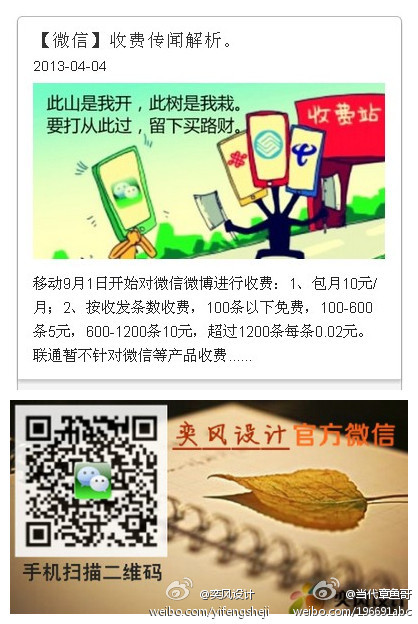 【微信】收费传闻解析。
2013-04-04
此山是我开，此树是我栽。
要打从此过，留下买路财。
收费站
移动9月1日开始对微信微博进行收费：1、包月10元/
月；2、按收发条数收费，100条以下免费，100-600
条5元，600-1200条10元，超过1200条每条0.02元。
联通暂不针对微信等产品收费……
奕风设计官方微信
手机扫描二维码
@奕风设计
weibo.com/yifengsheji
@当代章鱼哥
weibo.com/196691abc